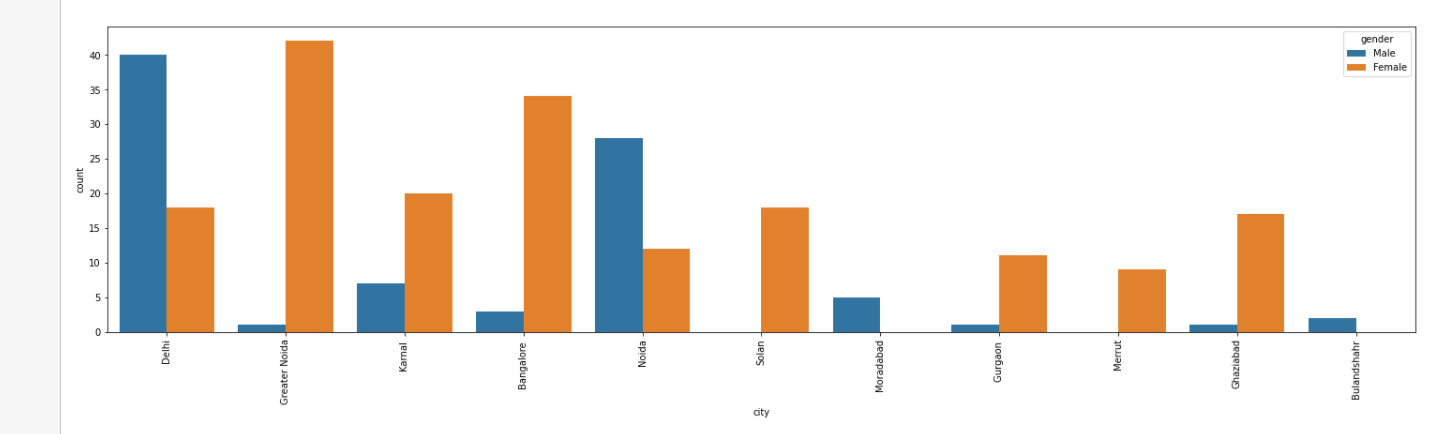 gender
Male
Female
40
35
30
25
20
15
10
5
0
count
Delhi
Greater Noida
Karnal
Bangalore
Noida
Solan
Moradabad
Gurgaon
Merrut
Ghaziabad
Bulandshahr
city